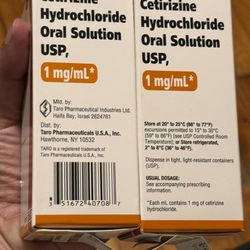 Cetirizine
Hydrochloride
Oral Solution
USP,
1 mg/mL*
Mfd. by:
Taro Pharmaceutical Industries Ltd.
Haifa Bay, Israel 2624761
Dist. by:
Taro Pharmaceuticals U.S.A., Inc.
Hawthorne, NY 10532
TARO is a registered trademark of
Taro Pharmaceuticals U.S.A., Inc.
51672 40708
Cetirizine
Hydrochloride
Oral Solution
USP,
1 mg/mL*
Store at 20° to 25°C (68° to 77°F)
excursions permitted to 15° to 30°C
(59° to 86°F) [see USP Controlled Room
Temperature]; or Store refrigerated,
2° to 8°C (36° to 46°F).
Dispense in tight, light-resistant containers
(USP).
USUAL DOSAGE:
See accompanying prescribing
information.
*Each mL contains 1 mg of cetirizine
hydrochloride.